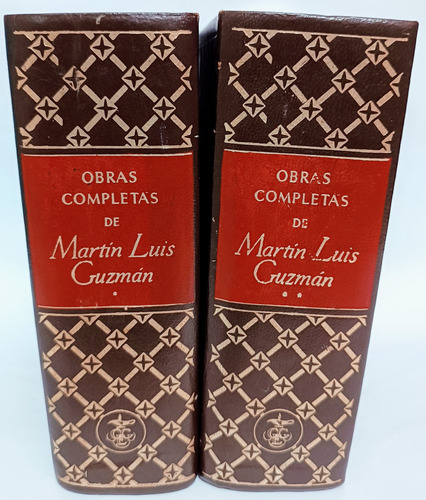 OBRAS
COMPLETAS
DE
Martín Luis
Guzmán
*
OBRAS
COMPLETAS
DE
Martín Luis
Guzmán
**